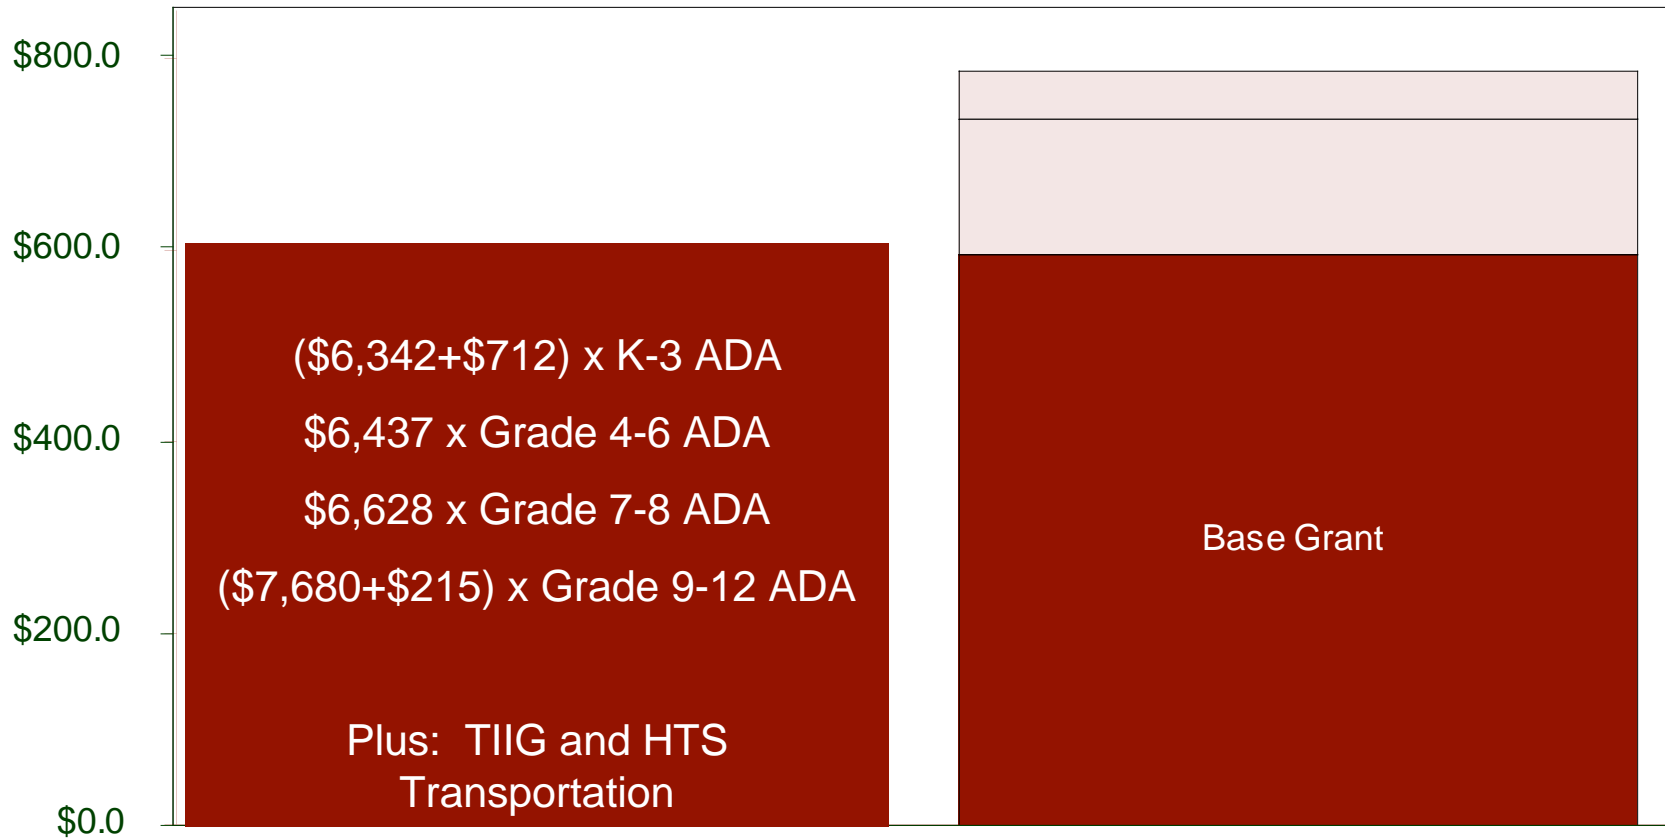 $800.0
$600.0
$400.0
$200.0
$0.0
($6,342+$712) x K-3 ADA
$6,437 x Grade 4-6 ADA
$6,628 x Grade 7-8 ADA
($7,680+$215) x Grade 9-12 ADA
Plus: TIIG and HTS
Transportation
Base Grant